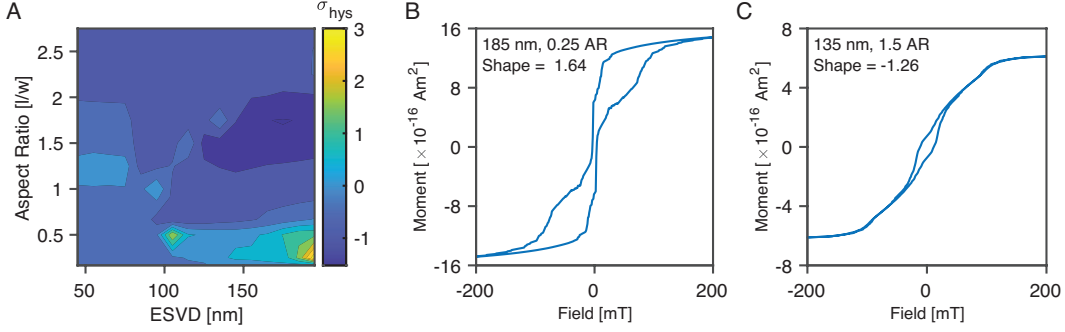 A
σhys
Aspect Ratio [l/w]
2.5
2
1.5
1
0.5
50
100
150
ESVD [nm]
3
2
1
0
-1
B
185 nm, 0.25 AR
Shape = 1.64
Moment [ ×10-16 Am2]
16
8
0
-8
-16
-200
0
200
Field [mT]
C
135 nm, 1.5 AR
Shape = -1.26
Moment [ ×10-16 Am2]
8
4
0
-4
-8
-200
0
200
Field [mT]